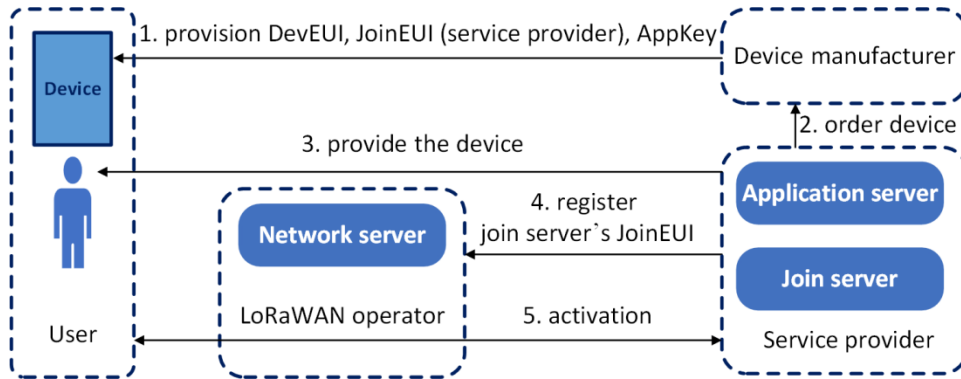 1. provision DevEUI, JoinEUI (service provider), AppKey
Device manufacturer
Device
2. order device
3. provide the device
Application server
4. register
join server`s JoinEUI
Network server
Join server
LoRaWAN operator
5. activation
User
Service provider